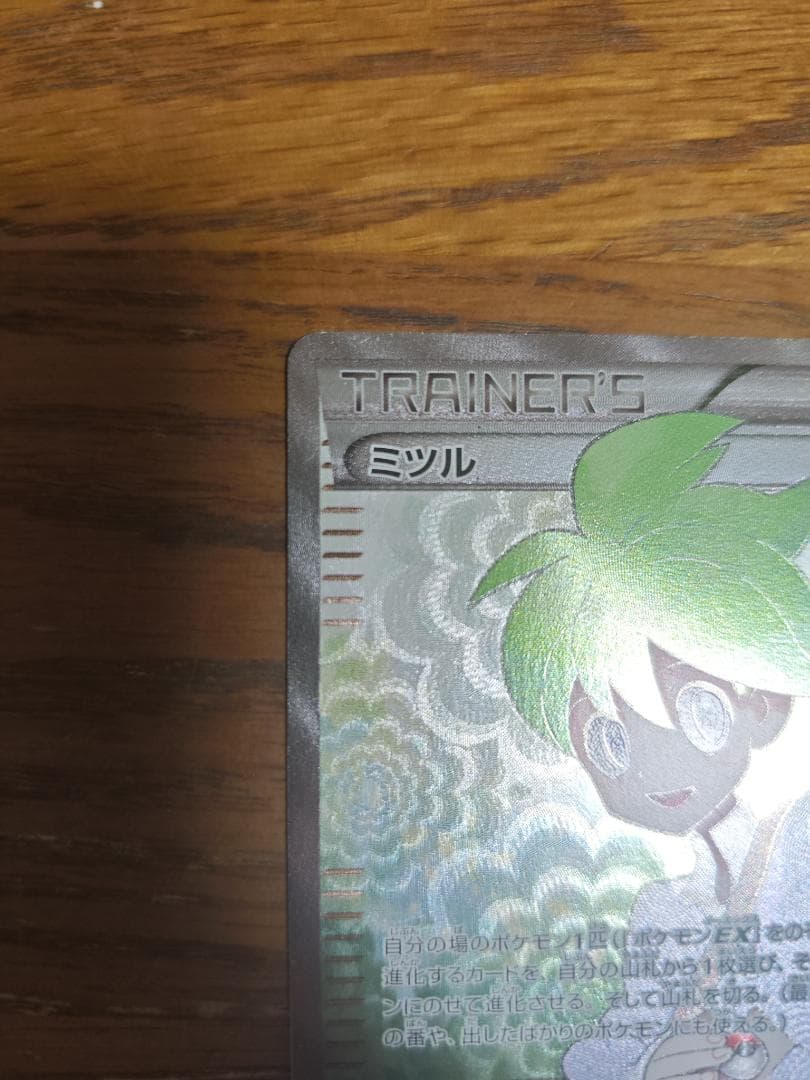 TRAINER'S
ミツル
自分の場のポケモン1匹(「ポケモンEX」をの
進化するカードを、自分の山札から1枚選び、そ
ンにのせて進化させる。そして山札を切る。(最
の番や、出したばかりのポケモンにも使える。)